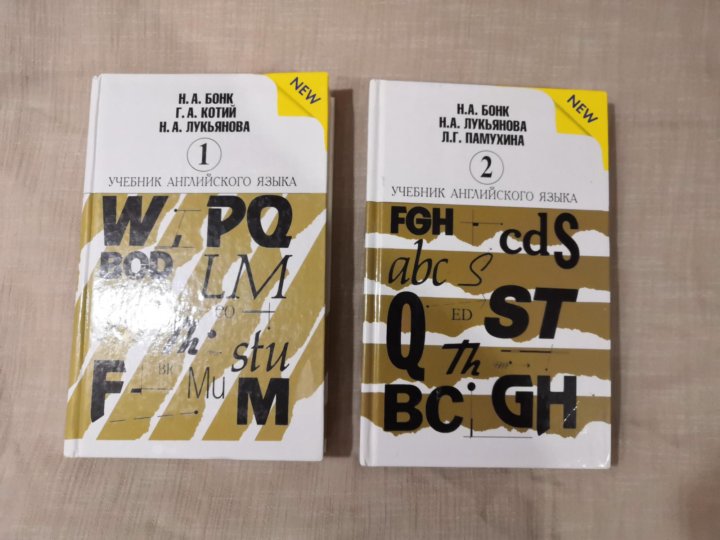 NEW
Н. А. БОНК
Г. А. КОТИЙ
Н. А. ЛУКЬЯНОВА
1
УЧЕБНИК АНГЛИЙСКОГО ЯЗЫКА
W I PQ
LM
Th
stu
F Mu M
NEW
Н.А. БОНК
Н.А. ЛУКЬЯНОВА
Л.Г. ПАМУХИНА
2
УЧЕБНИК АНГЛИЙСКОГО ЯЗЫКА
FGH cdS
abc S
Q ED ST
Th
BC GH